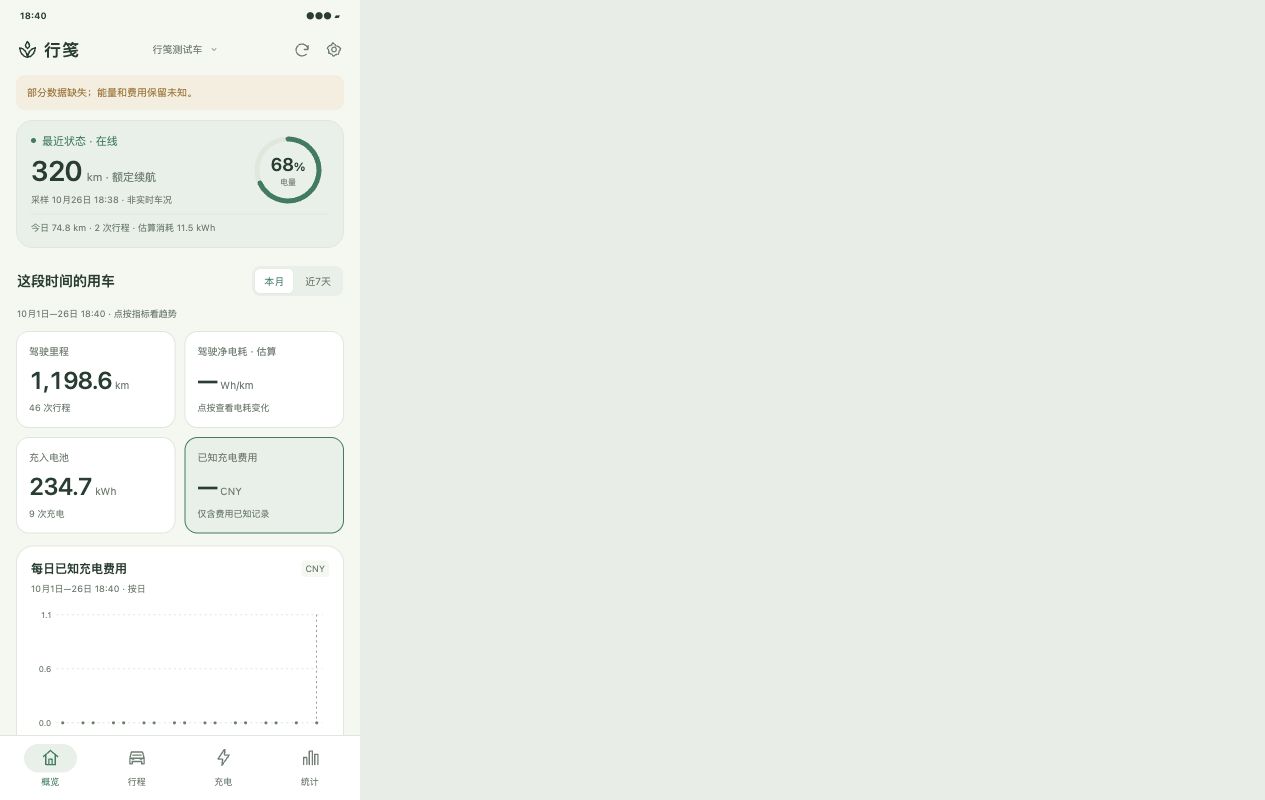 18:40
行笺
行笺测试车
部分数据缺失；能量和费用保留未知。
最近状态 · 在线
320 km · 额定续航
68%
电量
采样 10月26日 18:38 · 非实时车况
今日 74.8 km · 2 次行程 · 估算消耗 11.5 kWh
这段时间的用车
本月
近7天
10月1日—26日 18:40 · 点按指标看趋势
驾驶里程
1,198.6 km
46 次行程
驾驶净电耗 · 估算
— Wh/km
点按查看电耗变化
充入电池
234.7 kWh
9 次充电
已知充电费用
— CNY
仅含费用已知记录
每日已知充电费用
CNY
10月1日—26日 18:40 · 按日
1.1
0.6
0.0
概览
行程
充电
统计